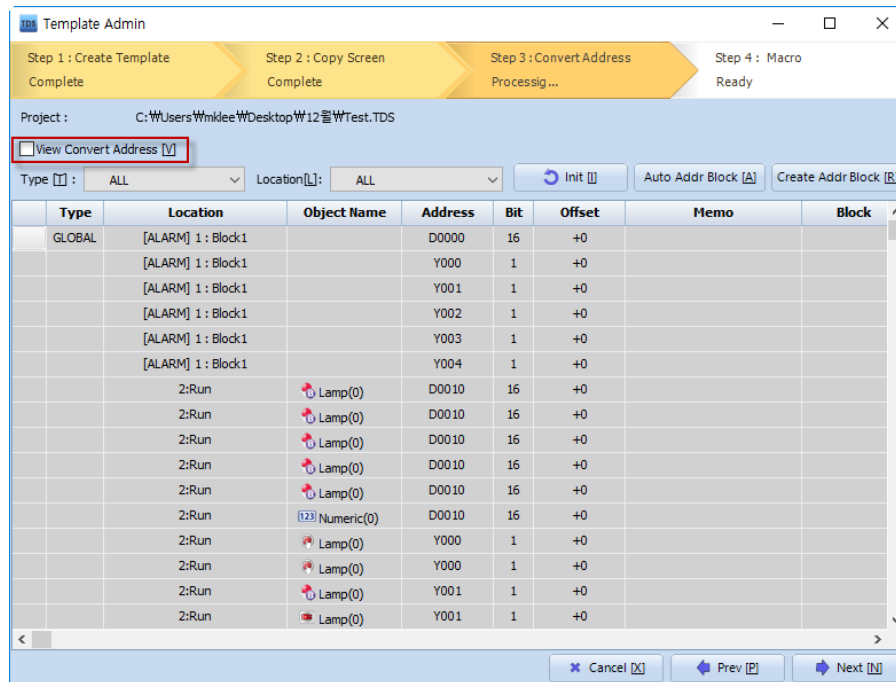 TDS Template Admin
Step 1 : Create Template Step 2 : Copy Screen Step 3 : Convert Address Step 4 : Macro
Complete Complete Processig... Ready
Project : C:₩Users₩mklee₩Desktop₩12월₩Test.TDS
View Convert Address [V]
Type [T] : ALL Location[L]: ALL Init [I] Auto Addr Block [A] Create Addr Block [R]
Type Location Object Name Address Bit Offset Memo Block
GLOBAL [ALARM] 1 : Block1 D0000 16 +0
[ALARM] 1 : Block1 Y000 1 +0
[ALARM] 1 : Block1 Y001 1 +0
[ALARM] 1 : Block1 Y002 1 +0
[ALARM] 1 : Block1 Y003 1 +0
[ALARM] 1 : Block1 Y004 1 +0
2:Run Lamp(0) D0010 16 +0
2:Run Lamp(0) D0010 16 +0
2:Run Lamp(0) D0010 16 +0
2:Run Lamp(0) D0010 16 +0
2:Run Lamp(0) D0010 16 +0
2:Run 123 Numeric(0) D0010 16 +0
2:Run Lamp(0) Y000 1 +0
2:Run Lamp(0) Y000 1 +0
2:Run Lamp(0) Y001 1 +0
2:Run Lamp(0) Y001 1 +0
Cancel [X] Prev [P] Next [N]